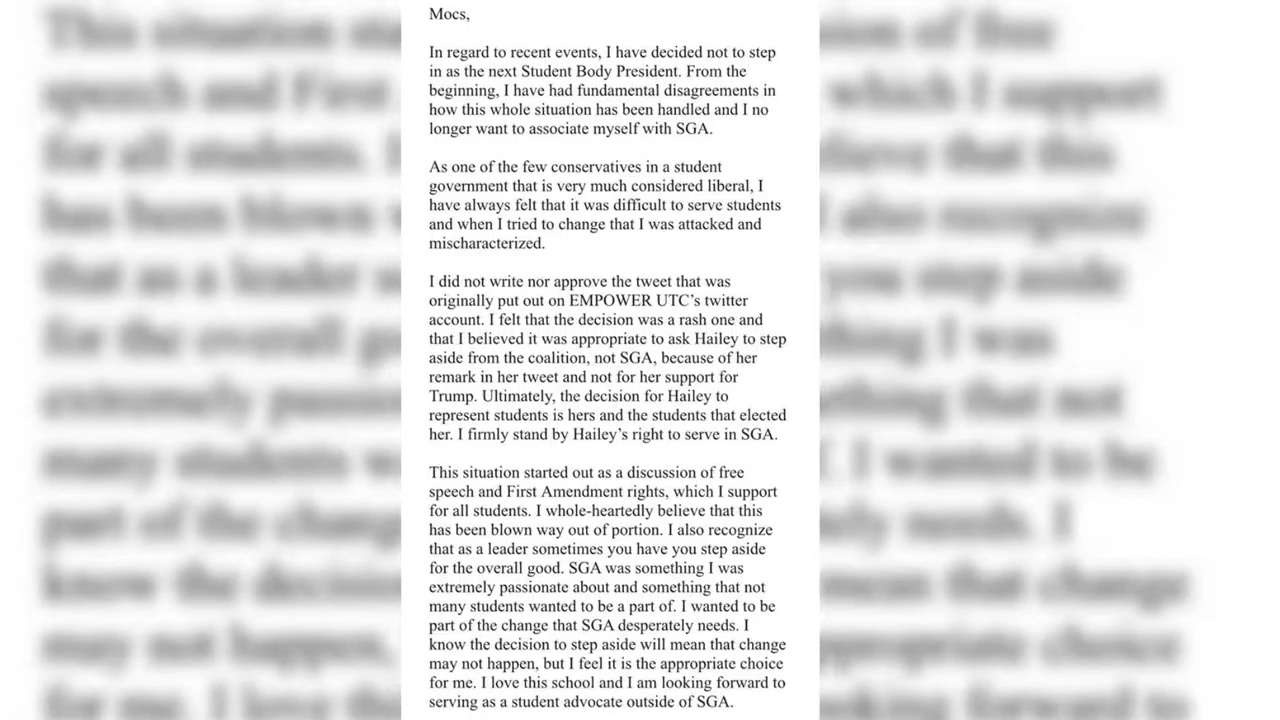 Mocs,
In regard to recent events, I have decided not to step
in as the next Student Body President. From the
beginning, I have had fundamental disagreements in
how this whole situation has been handled and I no
longer want to associate myself with SGA.
As one of the few conservatives in a student
government that is very much considered liberal, I
have always felt that it was difficult to serve students
and when I tried to change that I was attacked and
mischaracterized.
I did not write nor approve the tweet that was
originally put out on EMPOWER UTC’s twitter
account. I felt that the decision was a rash one and
that I believed it was appropriate to ask Hailey to step
aside from the coalition, not SGA, because of her
remark in her tweet and not for her support for
Trump. Ultimately, the decision for Hailey to
represent students is hers and the students that elected
her. I firmly stand by Hailey’s right to serve in SGA.
This situation started out as a discussion of free
speech and First Amendment rights, which I support
for all students. I whole-heartedly believe that this
has been blown way out of portion. I also recognize
that as a leader sometimes you have you step aside
for the overall good. SGA was something I was
extremely passionate about and something that not
many students wanted to be a part of. I wanted to be
part of the change that SGA desperately needs. I
know the decision to step aside will mean that change
may not happen, but I feel it is the appropriate choice
for me. I love this school and I am looking forward to
serving as a student advocate outside of SGA.